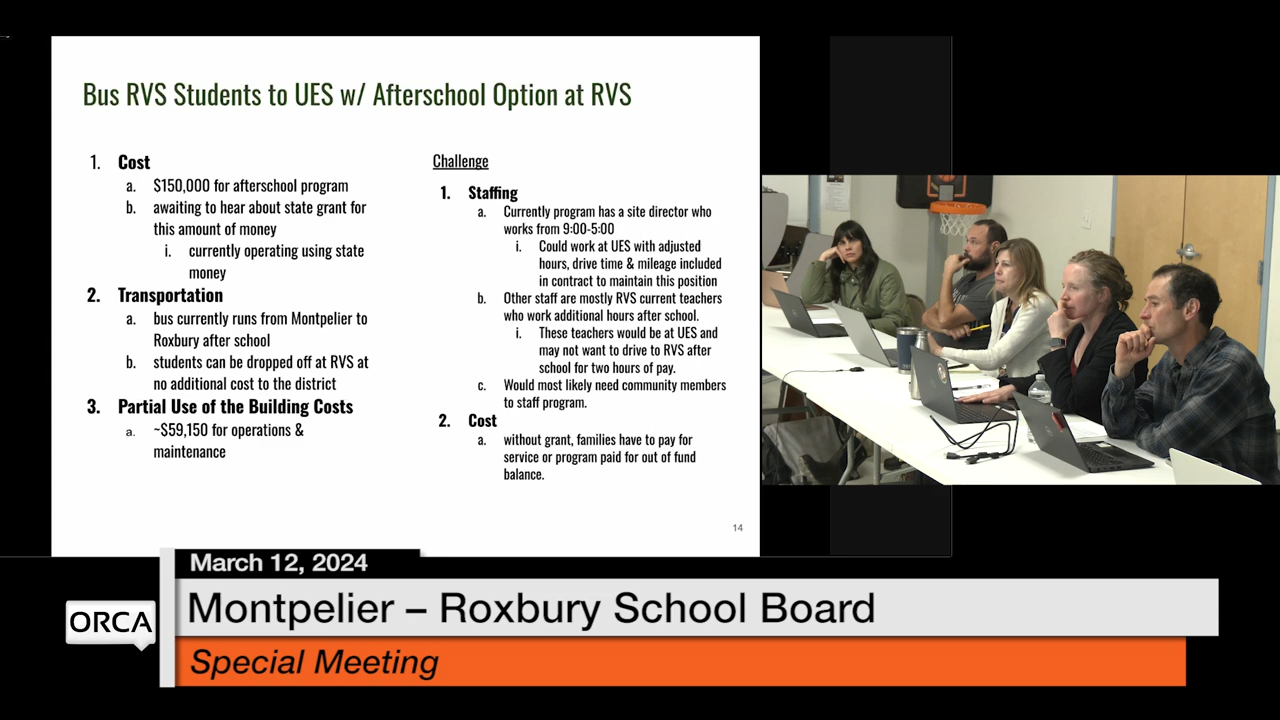 Bus RVS Students to UES w/ Afterschool Option at RVS
1. Cost
a. $150,000 for afterschool program
b. awaiting to hear about state grant for
this amount of money
i. currently operating using state
money
2. Transportation
a. bus currently runs from Montpelier to
Roxbury after school
b. students can be dropped off at RVS at
no additional cost to the district
3. Partial Use of the Building Costs
a. ~$59,150 for operations &
maintenance
Challenge
1. Staffing
a. Currently program has a site director who
works from 9:00-5:00
i. Could work at UES with adjusted
hours, drive time & mileage included
in contract to maintain this position
b. Other staff are mostly RVS current teachers
who work additional hours after school.
i. These teachers would be at UES and
may not want to drive to RVS after
school for two hours of pay.
c. Would most likely need community members
to staff program.
2. Cost
a. without grant, families have to pay for
service or program paid for out of fund
balance.
14
March 12, 2024
ORCA
Montpelier – Roxbury School Board
Special Meeting